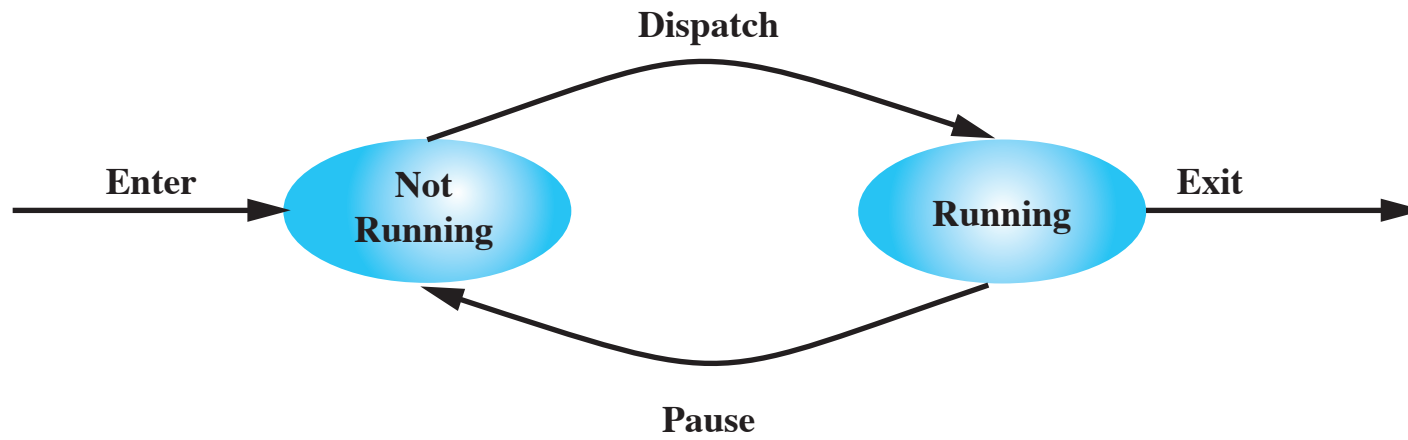 Dispatch
Enter
Not
Running
Running
Exit
Pause